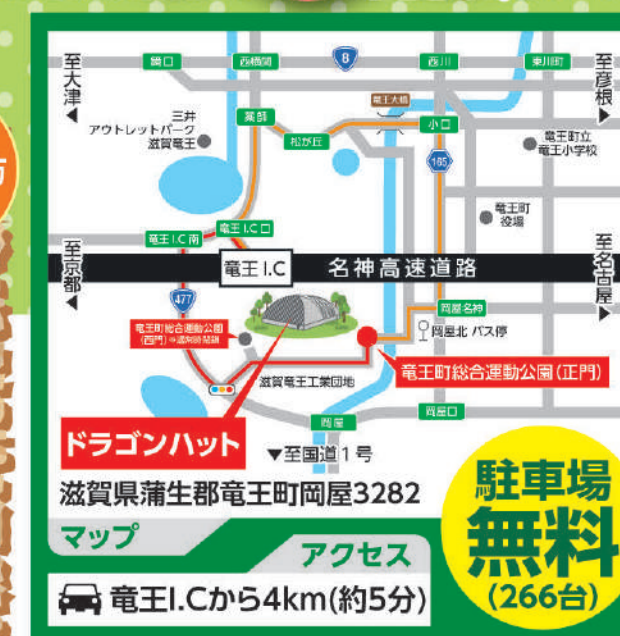 8
至大津
鏡口
西横関
西川
東川町
至彦根
三井
アウトレットパーク
滋賀竜王
薬師
松が丘
竜王大橋
小口
165
竜王町立
竜王小学校
竜王町
役場
竜王I.C南
竜王I.C口
至京都
竜王I.C
名神高速道路
至名古屋
477
竜王町総合運動公園
(西門)
岡屋名神
岡屋北 バス停
竜王町総合運動公園(正門)
滋賀竜王工業団地
岡屋
岡屋口
ドラゴンハット
▼至国道1号
滋賀県蒲生郡竜王町岡屋3282
マップ
アクセス
竜王I.Cから4km(約5分)
駐車場
無料
(266台)